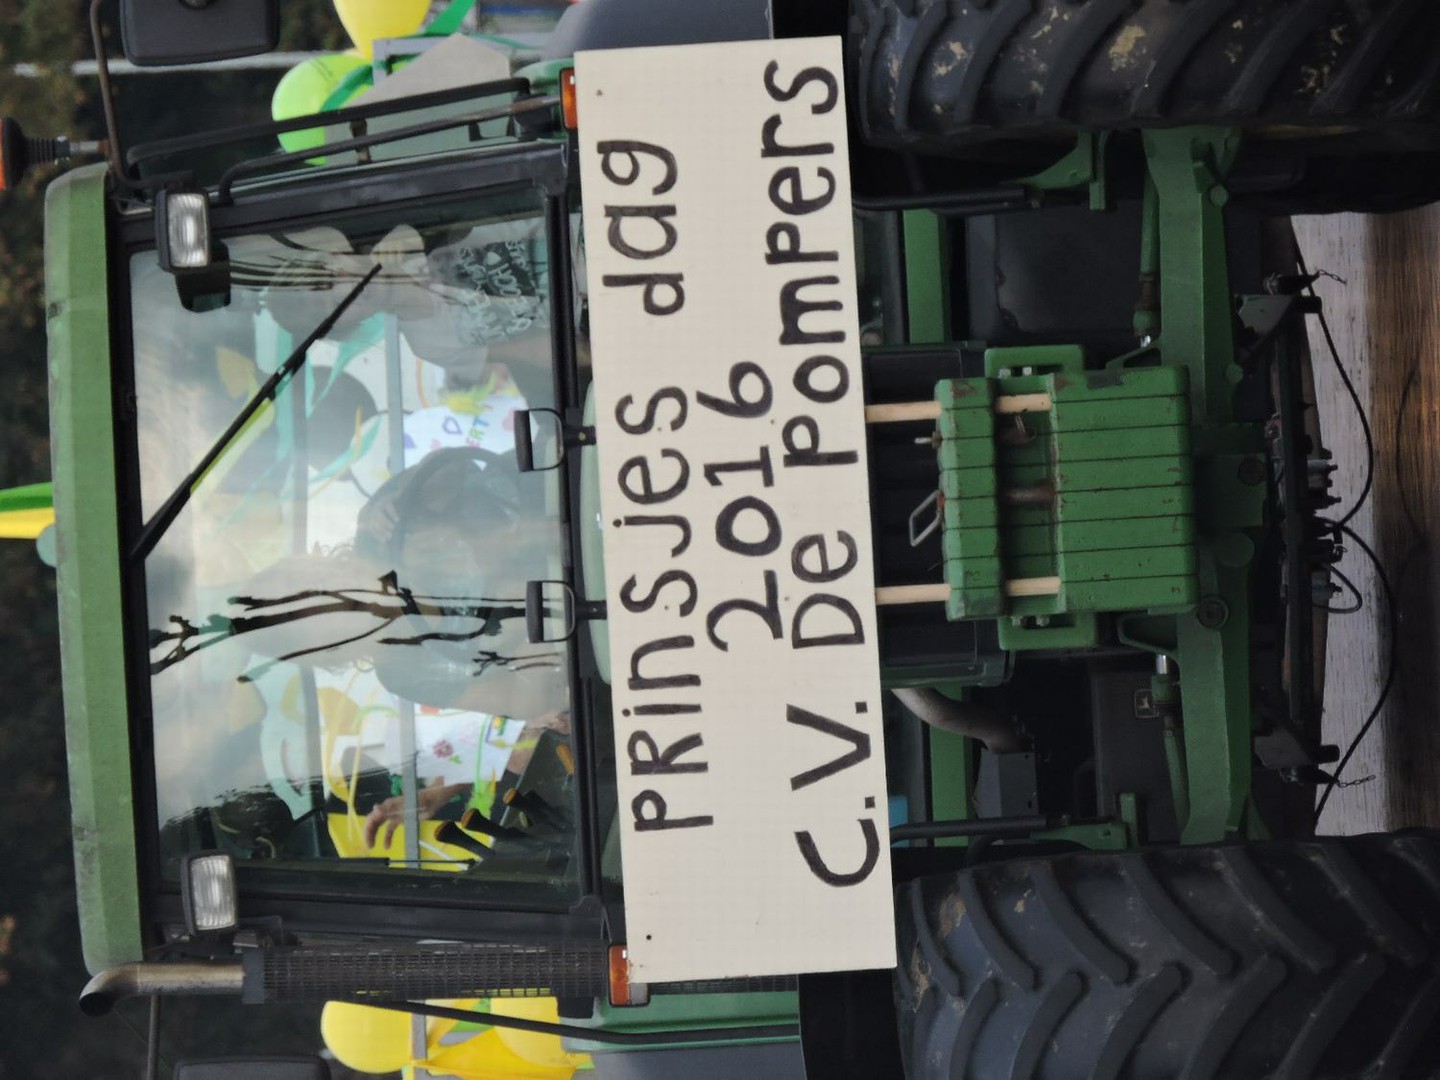 PRinsjes dag
2016
C.V. De pompers